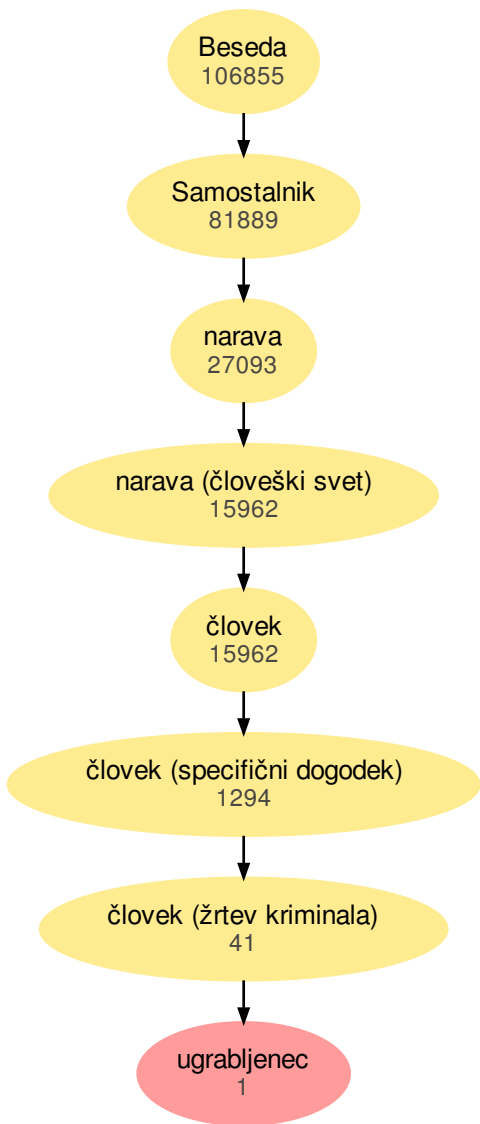 Beseda
106855
Samostalnik
81889
narava
27093
narava (človeški svet)
15962
človek
15962
človek (specifični dogodek)
1294
človek (žrtev kriminala)
41
ugrabljenec
1